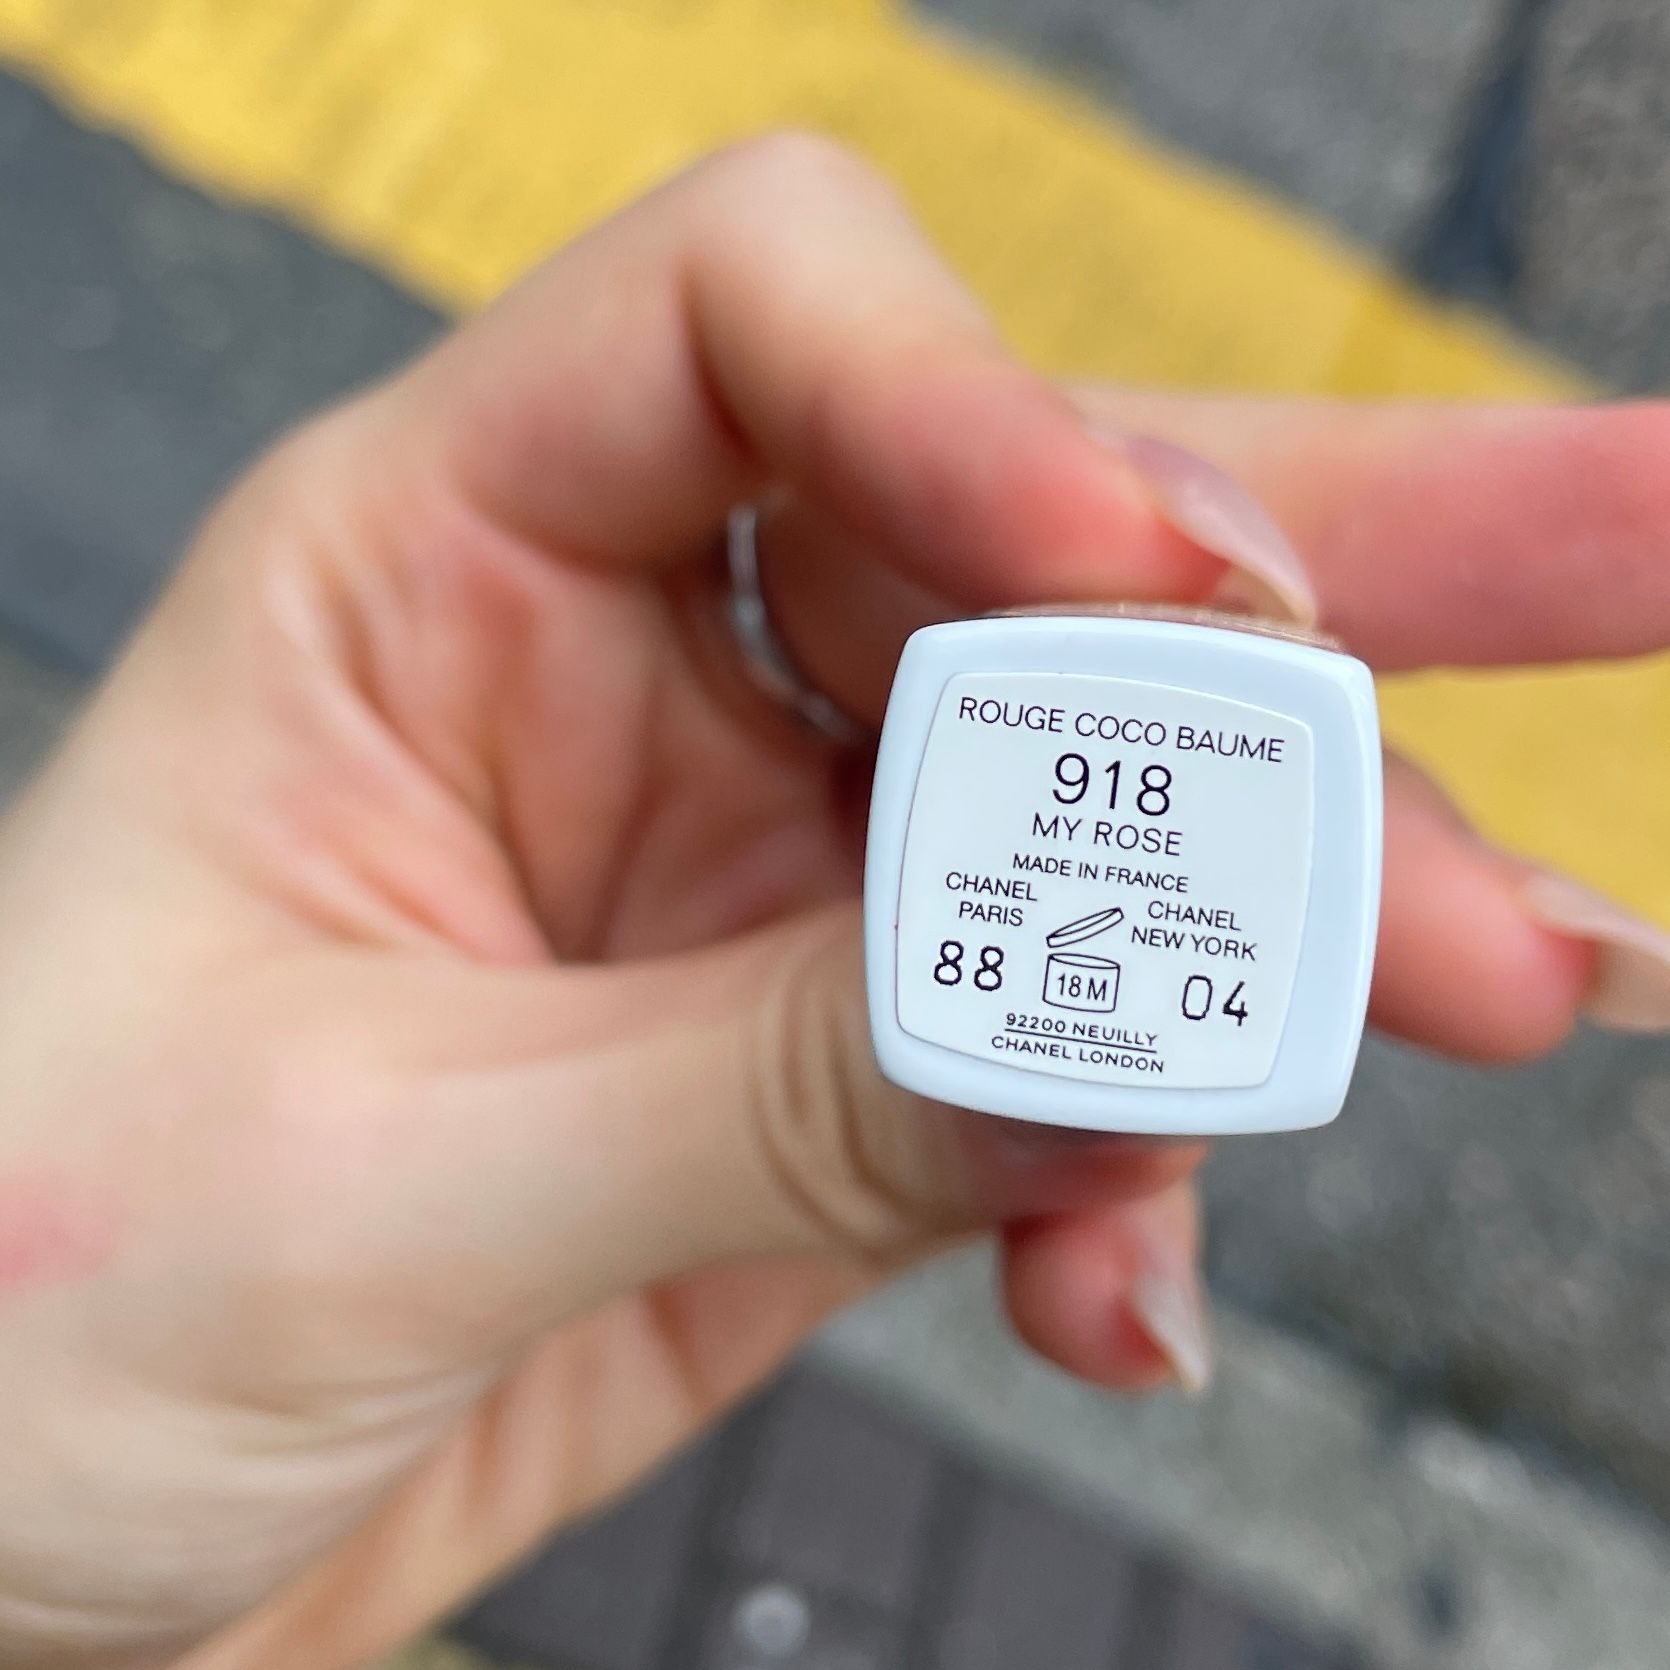 ROUGE COCO BAUME
918
MY ROSE
MADE IN FRANCE
CHANEL
PARIS
CHANEL
NEW YORK
88
18 M
04
92200 NEUILLY
CHANEL LONDON